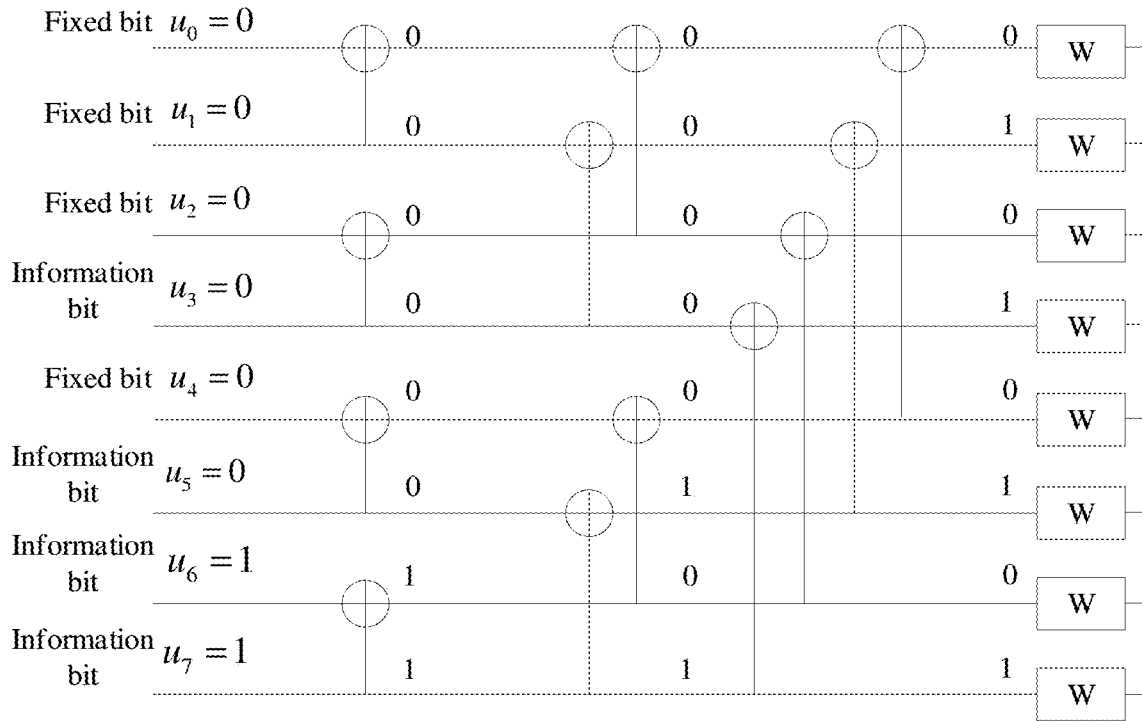 Fixed bit u₀ = 0 0 0 0 W
Fixed bit u₁ = 0 0 0 1 W
Fixed bit u₂ = 0 0 0 0 W
Information
bit u₃ = 0 0 0 1 W
Fixed bit u₄ = 0 0 0 0 W
Information
bit u₅ = 0 0 1 1 W
Information
bit u₆ = 1 1 0 0 W
Information
bit u₇ = 1 1 1 1 W